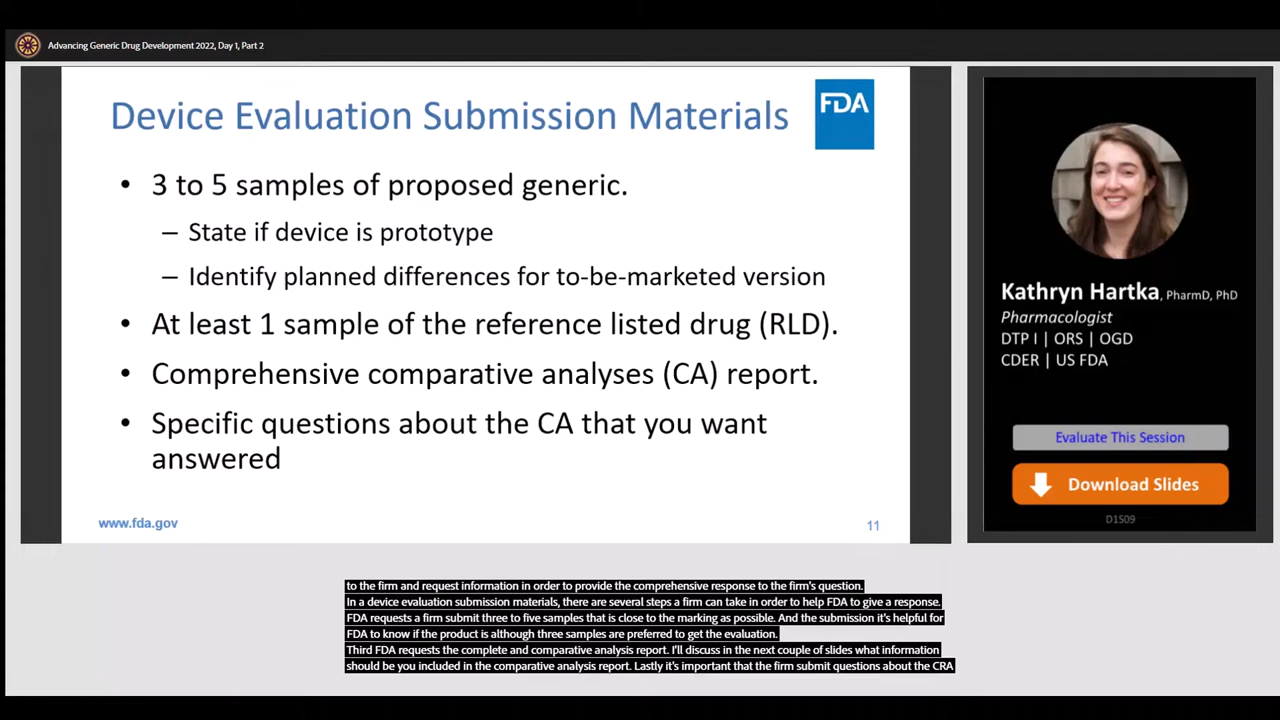 Advancing Generic Drug Development 2022, Day 1, Part 2
Device Evaluation Submission Materials
FDA
• 3 to 5 samples of proposed generic.
– State if device is prototype
– Identify planned differences for to-be-marketed version
• At least 1 sample of the reference listed drug (RLD).
• Comprehensive comparative analyses (CA) report.
• Specific questions about the CA that you want
answered
www.fda.gov
11
Kathryn Hartka, PharmD, PhD
Pharmacologist
DTP I | ORS | OGD
CDER | US FDA
Evaluate This Session
Download Slides
D1S09
to the firm and request information in order to provide the comprehensive response to the firm's question.
In a device evaluation submission materials, there are several steps a firm can take in order to help FDA to give a response.
FDA requests a firm submit three to five samples that is close to the marking as possible. And the submission it's helpful for
FDA to know if the product is although three samples are preferred to get the evaluation.
Third FDA requests the complete and comparative analysis report. I'll discuss in the next couple of slides what information
should be you included in the comparative analysis report. Lastly it's important that the firm submit questions about the CRA